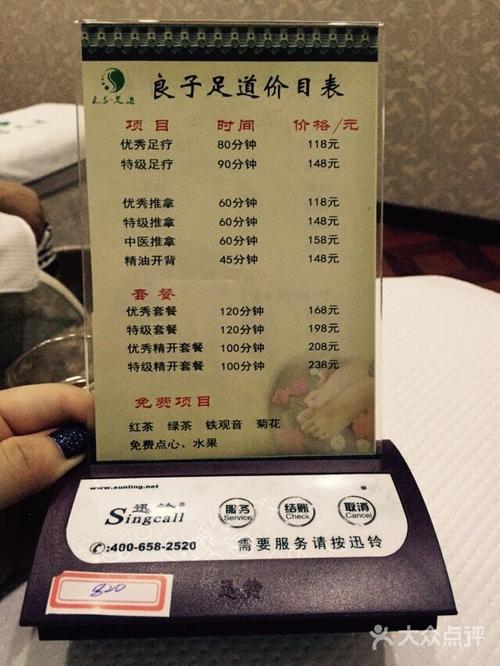 良子足道
良子足道价目表
项目 时间 价格/元
优秀足疗 80分钟 118元
特级足疗 90分钟 148元
优秀推拿 60分钟 118元
特级推拿 60分钟 148元
中医推拿 60分钟 158元
精油开背 45分钟 148元
套餐
优秀套餐 120分钟 168元
特级套餐 120分钟 198元
优秀精开套餐 100分钟 208元
特级精开套餐 100分钟 238元
免费项目
红茶 绿茶 铁观音 菊花
免费点心、水果
www.xunling.net
迅铃®
Singcall
服务 结账 取消
Service Check Cancel
✆:400-658-2520 需要服务请按迅铃
820
迅铃
大众点评